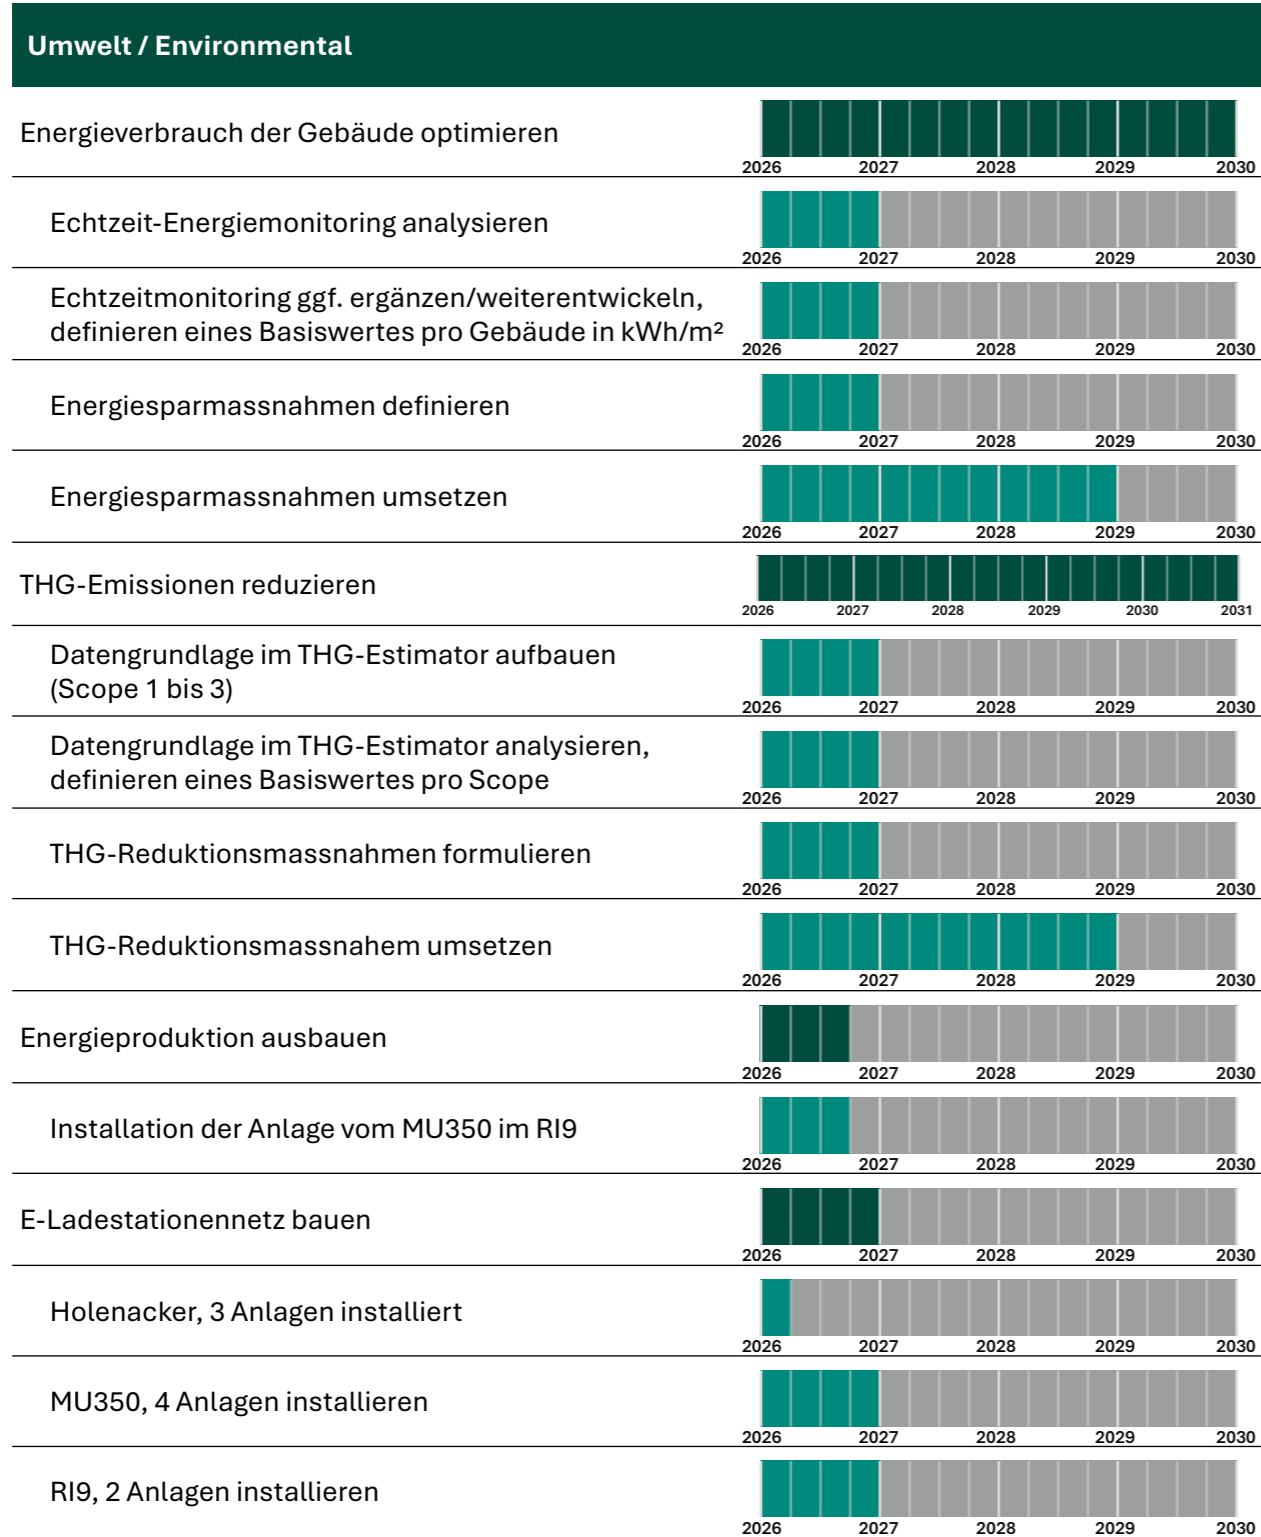 Umwelt / Environmental
Energieverbrauch der Gebäude optimieren
2026 2027 2028 2029 2030
Echtzeit-Energiemonitoring analysieren
2026 2027 2028 2029 2030
Echtzeitmonitoring ggf. ergänzen/weiterentwickeln,
definieren eines Basiswertes pro Gebäude in kWh/m²
2026 2027 2028 2029 2030
Energiesparmassnahmen definieren
2026 2027 2028 2029 2030
Energiesparmassnahmen umsetzen
2026 2027 2028 2029 2030
THG-Emissionen reduzieren
2026 2027 2028 2029 2030 2031
Datengrundlage im THG-Estimator aufbauen
(Scope 1 bis 3)
2026 2027 2028 2029 2030
Datengrundlage im THG-Estimator analysieren,
definieren eines Basiswertes pro Scope
2026 2027 2028 2029 2030
THG-Reduktionsmassnahmen formulieren
2026 2027 2028 2029 2030
THG-Reduktionsmassnahem umsetzen
2026 2027 2028 2029 2030
Energieproduktion ausbauen
2026 2027 2028 2029 2030
Installation der Anlage vom MU350 im RI9
2026 2027 2028 2029 2030
E-Ladestationennetz bauen
2026 2027 2028 2029 2030
Holenacker, 3 Anlagen installiert
2026 2027 2028 2029 2030
MU350, 4 Anlagen installieren
2026 2027 2028 2029 2030
RI9, 2 Anlagen installieren
2026 2027 2028 2029 2030